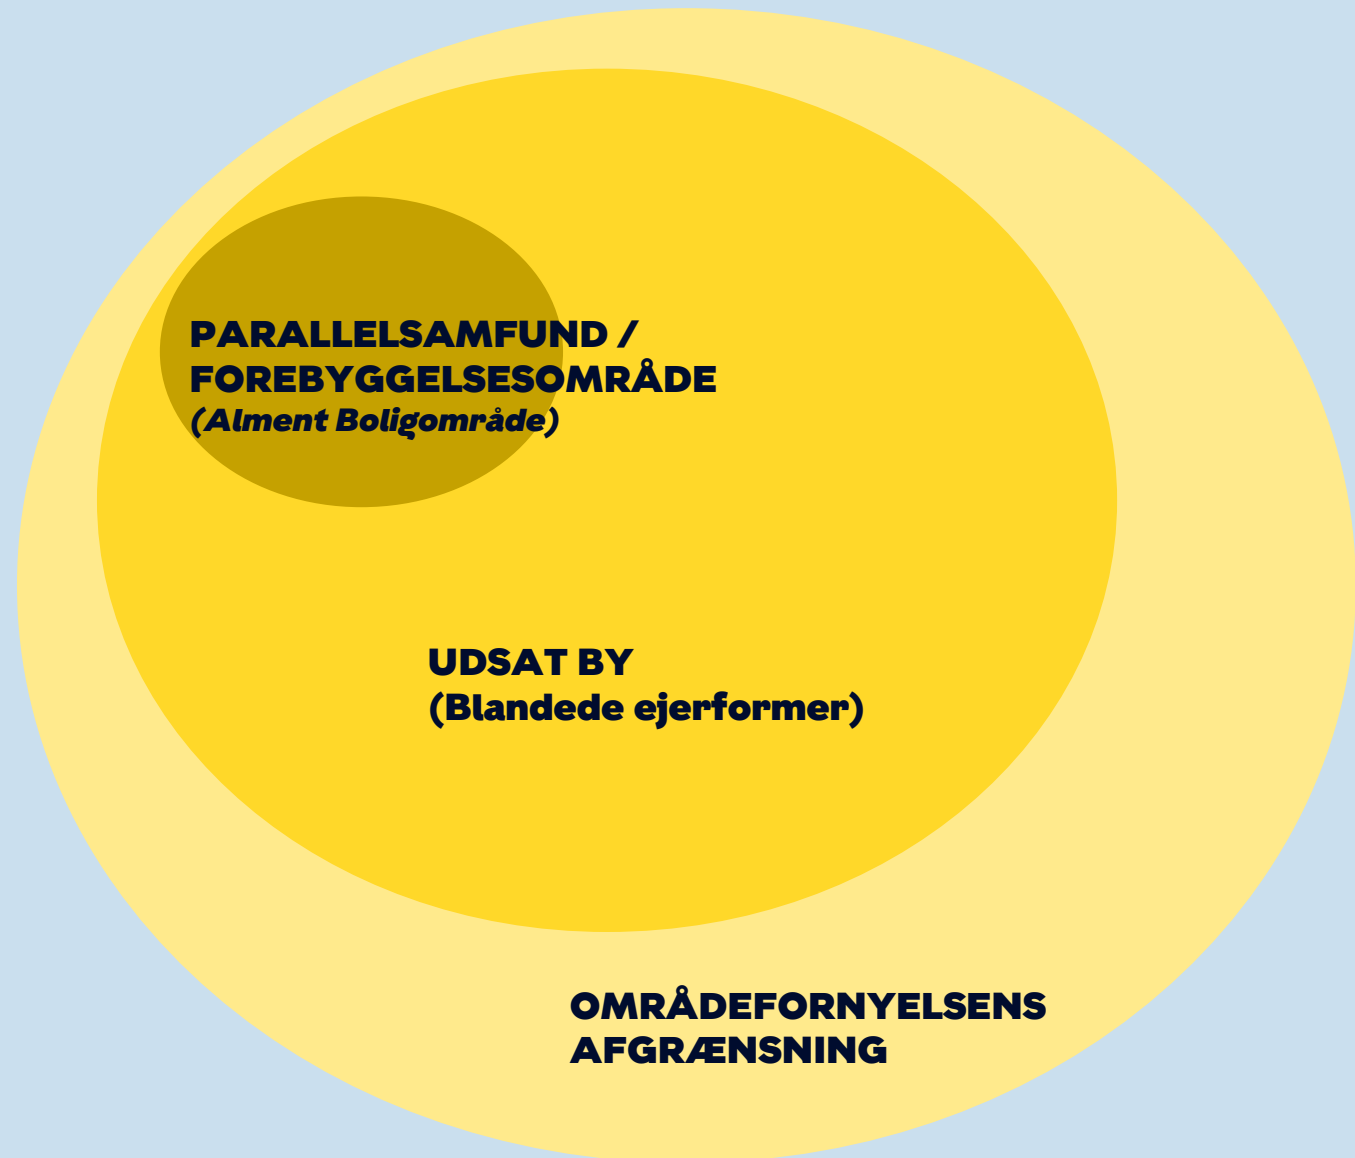 PARALLELSAMFUND /
FOREBYGGELSESOMRÅDE
(Alment Boligområde)
UDSAT BY
(Blandede ejerformer)
OMRÅDEFORNYELSENS
AFGRÆNSNING